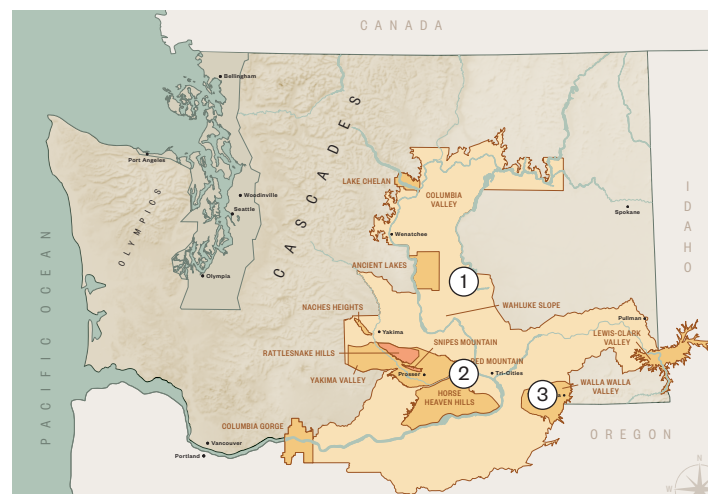 CANADA
Bellingham
CASCADES
Port Angeles
OLYMPICS
Woodinville
Seattle
Olympia
PACIFIC OCEAN
IDAHO
LAKE CHELAN
COLUMBIA
VALLEY
Spokane
Wenatchee
ANCIENT LAKES
1
NACHES HEIGHTS
WAHLUKE SLOPE
Yakima
Pullman
LEWIS-CLARK
VALLEY
SNIPES MOUNTAIN
RATTLESNAKE HILLS
RED MOUNTAIN
2
Tri-Cities
Prosser
YAKIMA VALLEY
WALLA WALLA
VALLEY
3
HORSE
HEAVEN HILLS
COLUMBIA GORGE
OREGON
Vancouver
Portland
N
W